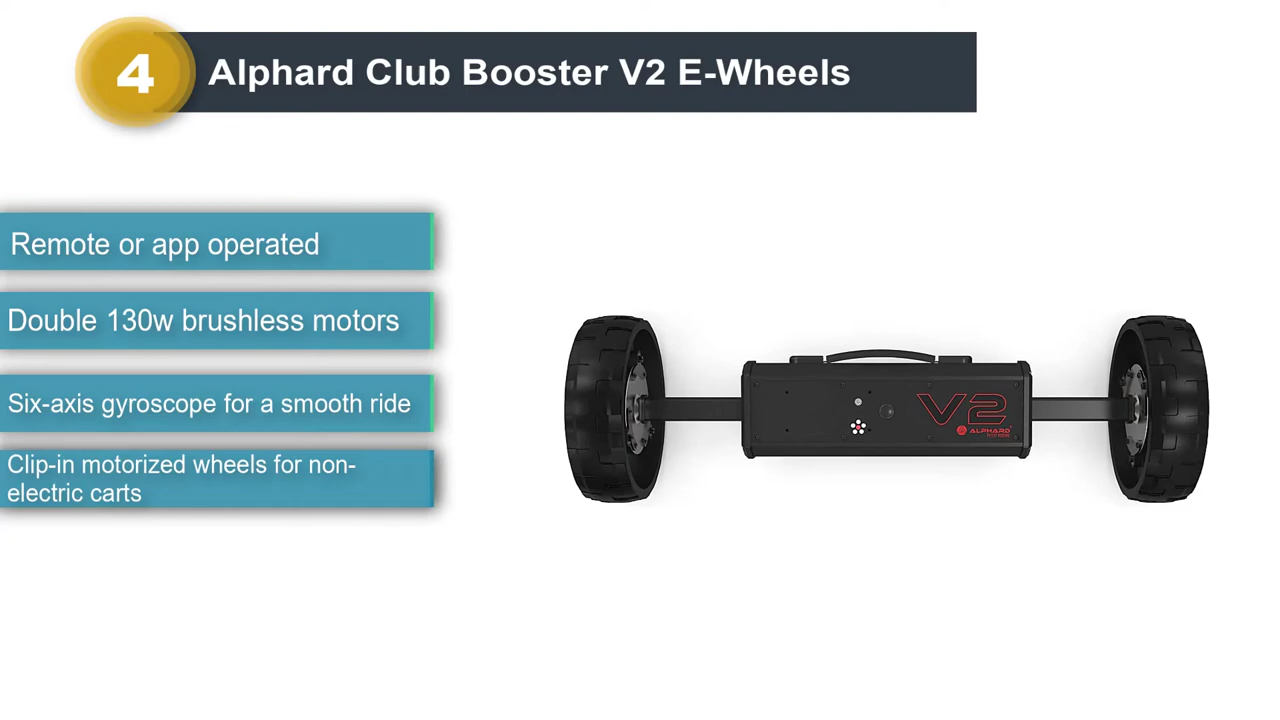 4
Alphard Club Booster V2 E-Wheels
Remote or app operated
Double 130w brushless motors
Six-axis gyroscope for a smooth ride
Clip-in motorized wheels for non-
electric carts
V2
ALPHARD